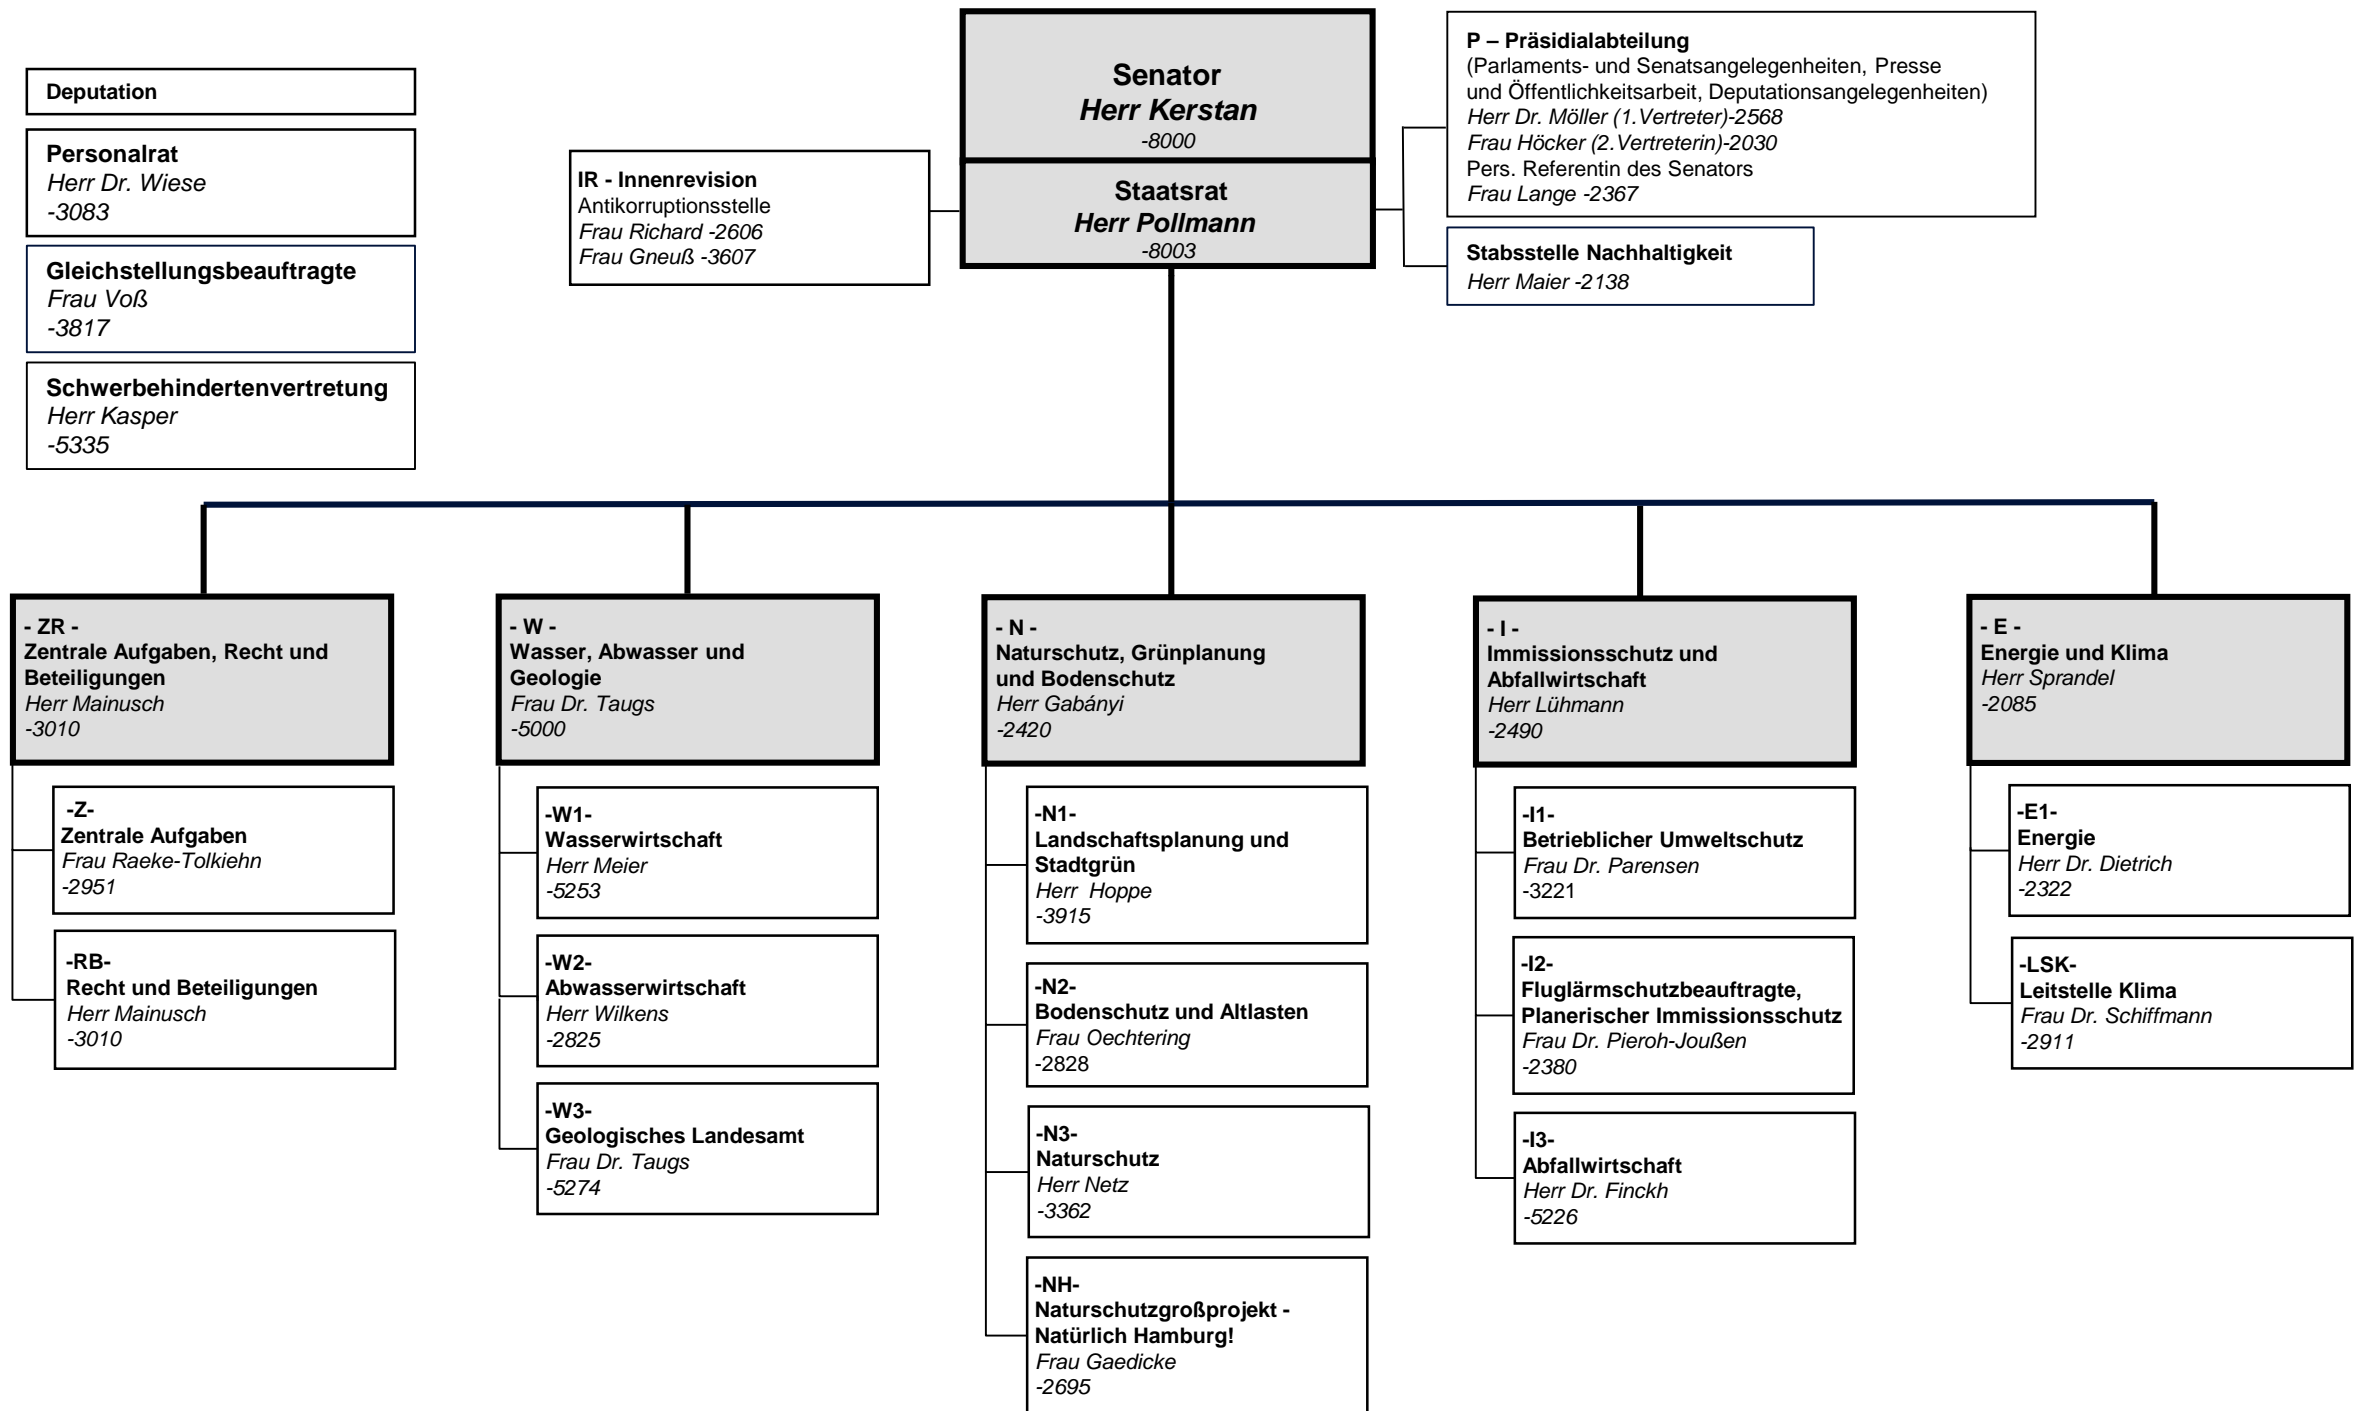 Deputation
Personalrat
Herr Dr. Wiese
-3083
Gleichstellungsbeauftragte
Frau Voß
-3817
Schwerbehindertenvertretung
Herr Kasper
-5335
IR - Innenrevision
Antikorruptionsstelle
Frau Richard -2606
Frau Gneuß -3607
Senator
Herr Kerstan
-8000
Staatsrat
Herr Pollmann
-8003
P – Präsidialabteilung
(Parlaments- und Senatsangelegenheiten, Presse
und Öffentlichkeitsarbeit, Deputationsangelegenheiten)
Herr Dr. Möller (1.Vertreter)-2568
Frau Höcker (2.Vertreterin)-2030
Pers. Referentin des Senators
Frau Lange -2367
Stabsstelle Nachhaltigkeit
Herr Maier -2138
- ZR -
Zentrale Aufgaben, Recht und
Beteiligungen
Herr Mainusch
-3010
-Z-
Zentrale Aufgaben
Frau Raeke-Tolkiehn
-2951
-RB-
Recht und Beteiligungen
Herr Mainusch
-3010
- W -
Wasser, Abwasser und
Geologie
Frau Dr. Taugs
-5000
-W1-
Wasserwirtschaft
Herr Meier
-5253
-W2-
Abwasserwirtschaft
Herr Wilkens
-2825
-W3-
Geologisches Landesamt
Frau Dr. Taugs
-5274
- N -
Naturschutz, Grünplanung
und Bodenschutz
Herr Gabányi
-2420
-N1-
Landschaftsplanung und
Stadtgrün
Herr Hoppe
-3915
-N2-
Bodenschutz und Altlasten
Frau Oechtering
-2828
-N3-
Naturschutz
Herr Netz
-3362
-NH-
Naturschutzgroßprojekt -
Natürlich Hamburg!
Frau Gaedicke
-2695
- I -
Immissionsschutz und
Abfallwirtschaft
Herr Lühmann
-2490
-I1-
Betrieblicher Umweltschutz
Frau Dr. Parensen
-3221
-I2-
Fluglärmschutzbeauftragte,
Planerischer Immissionsschutz
Frau Dr. Pieroh-Joußen
-2380
-I3-
Abfallwirtschaft
Herr Dr. Finckh
-5226
- E -
Energie und Klima
Herr Sprandel
-2085
-E1-
Energie
Herr Dr. Dietrich
-2322
-LSK-
Leitstelle Klima
Frau Dr. Schiffmann
-2911